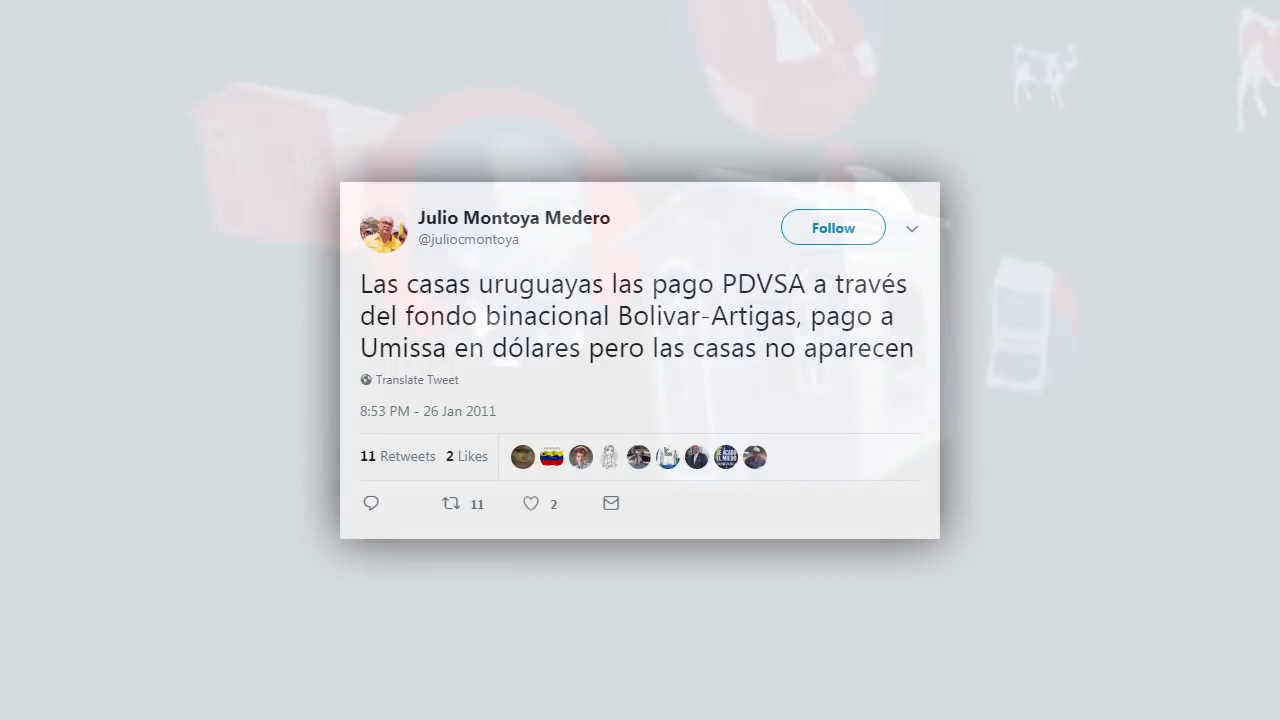 Julio Montoya Medero
@juliocmontoya
Follow
Las casas uruguayas las pago PDVSA a través
del fondo binacional Bolivar-Artigas, pago a
Umissa en dólares pero las casas no aparecen
Translate Tweet
8:53 PM - 26 Jan 2011
11 Retweets 2 Likes
11 2